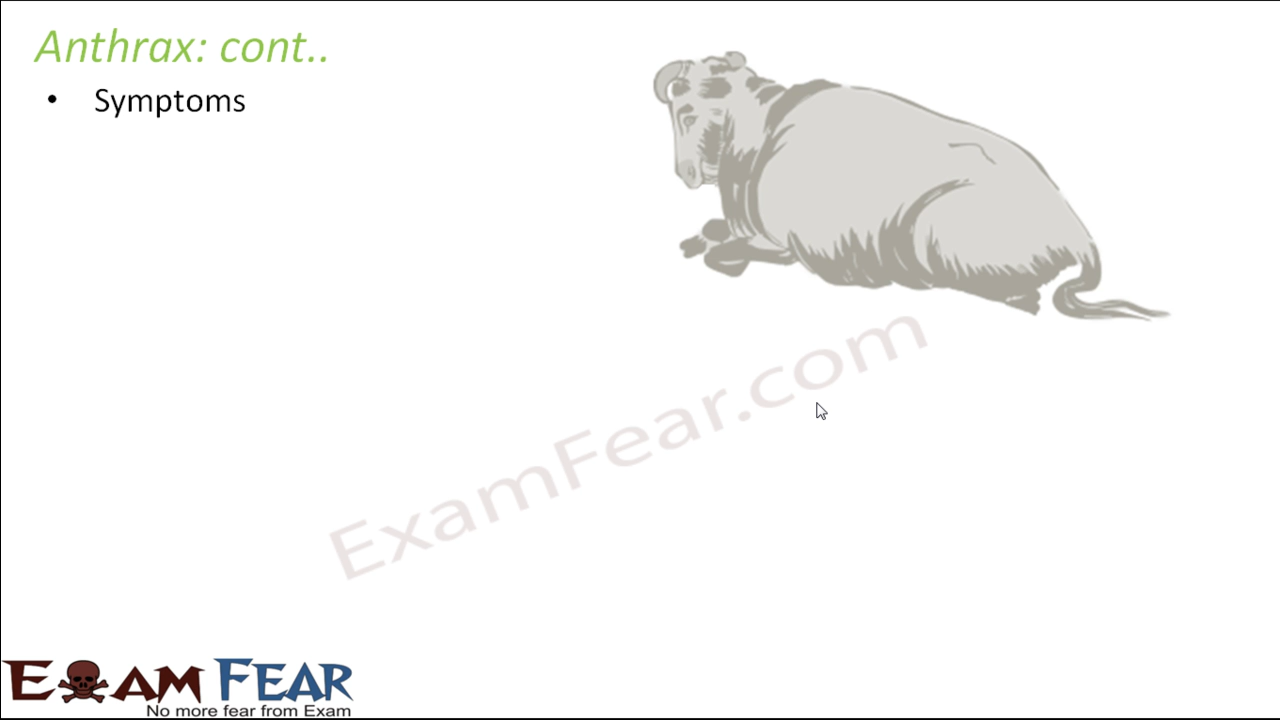 Anthrax: cont..
• Symptoms
ExamFear.com
EXAM FEAR
No more fear from Exam